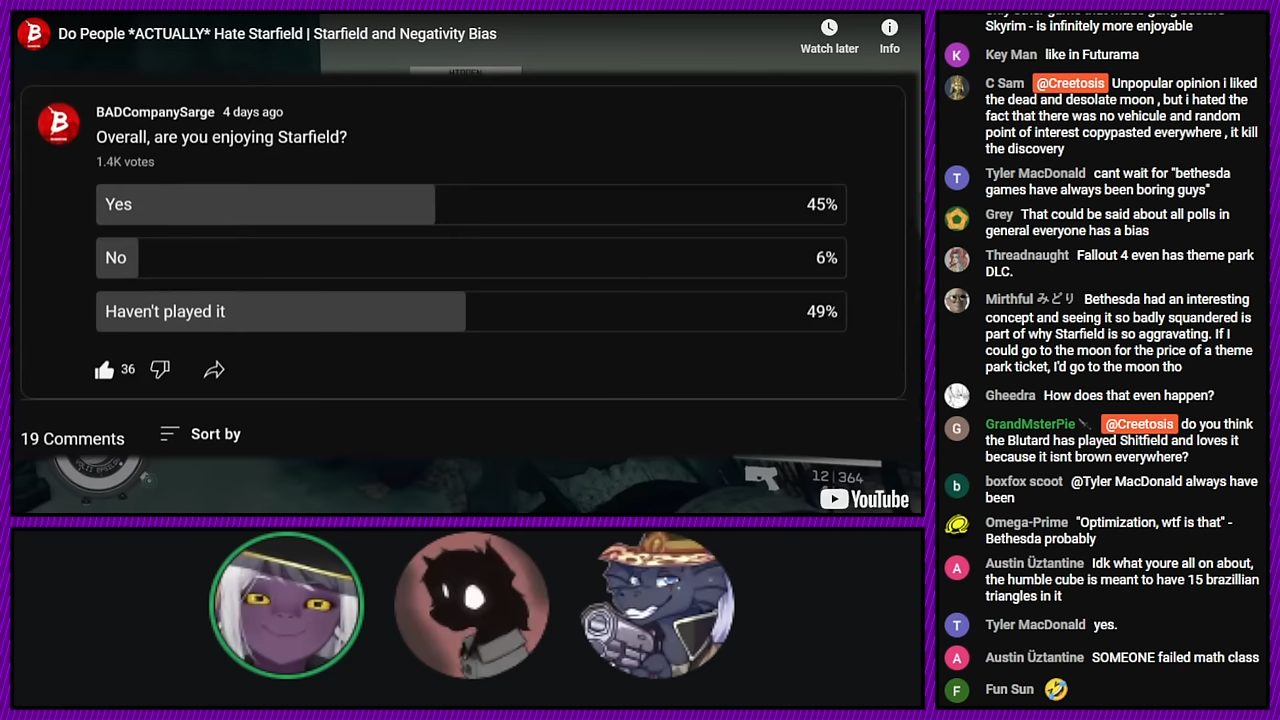 Do People *ACTUALLY* Hate Starfield | Starfield and Negativity Bias
Watch later
Info
HIDDEN
BADCompanySarge 4 days ago
Overall, are you enjoying Starfield?
1.4K votes
Yes 45%
No 6%
Haven't played it 49%
36
19 Comments
Sort by
12|364
YouTube
Skyrim - is infinitely more enjoyable
K
Key Man like in Futurama
C Sam @Creetosis Unpopular opinion i liked
the dead and desolate moon , but i hated the
fact that there was no vehicule and random
point of interest copypasted everywhere , it kill
the discovery
T
Tyler MacDonald cant wait for "bethesda
games have always been boring guys"
Grey That could be said about all polls in
general everyone has a bias
Threadnaught Fallout 4 even has theme park
DLC.
Mirthful みどり Bethesda had an interesting
concept and seeing it so badly squandered is
part of why Starfield is so aggravating. If I
could go to the moon for the price of a theme
park ticket, I'd go to the moon tho
Gheedra How does that even happen?
G
GrandMsterPie @Creetosis do you think
the Blutard has played Shitfield and loves it
because it isnt brown everywhere?
b
boxfox scoot @Tyler MacDonald always have
been
Omega-Prime "Optimization, wtf is that" -
Bethesda probably
A
Austin Üztantine Idk what youre all on about,
the humble cube is meant to have 15 brazillian
triangles in it
T
Tyler MacDonald yes.
A
Austin Üztantine SOMEONE failed math class
F
Fun Sun 🤣